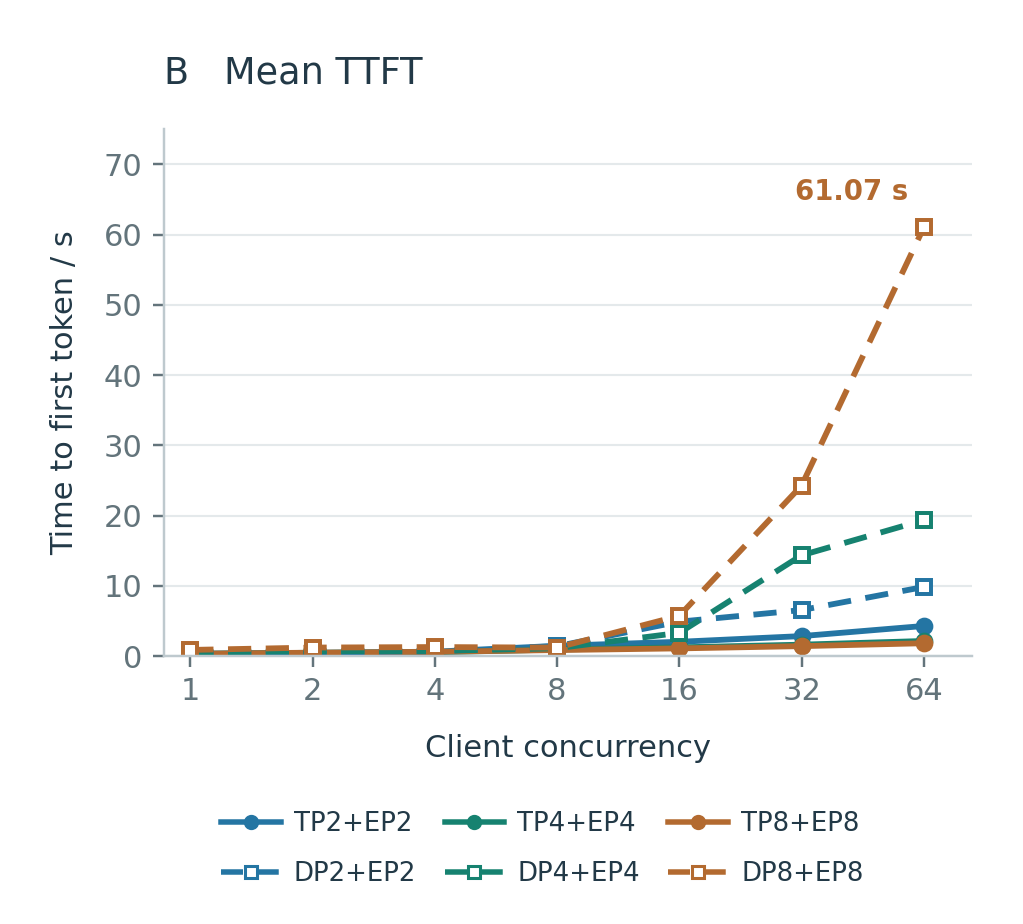 B Mean TTFT
61.07 s
Time to first token / s
70
60
50
40
30
20
10
0
1 2 4 8 16 32 64
Client concurrency
TP2+EP2 TP4+EP4 TP8+EP8
DP2+EP2 DP4+EP4 DP8+EP8